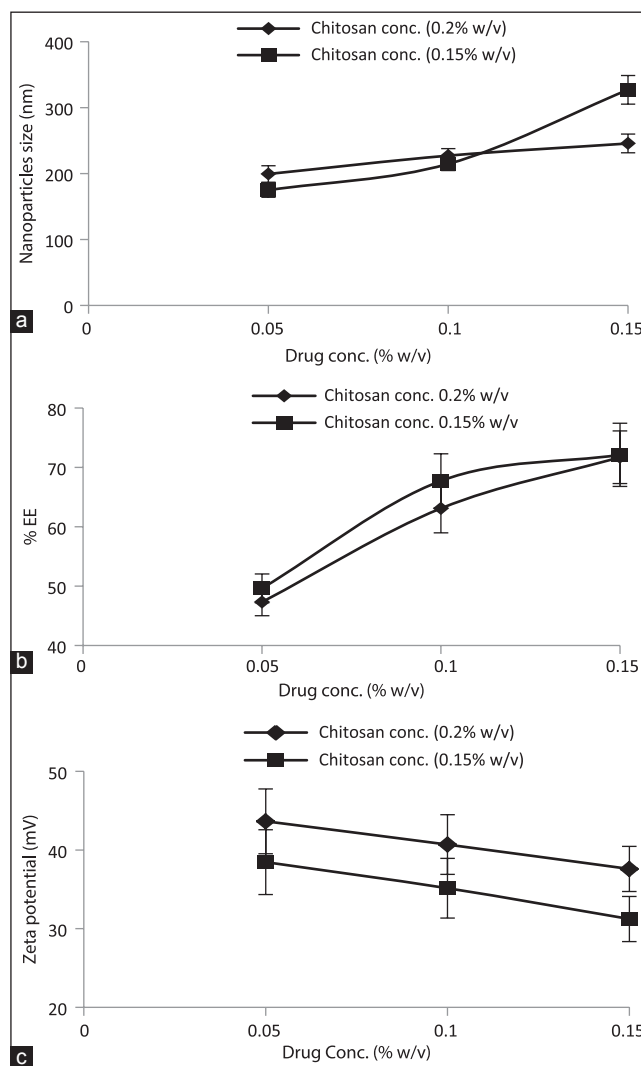 Chitosan conc. (0.2% w/v)
Chitosan conc. (0.15% w/v)
Nanoparticles size (nm)
400
300
200
100
0
0 0.05 0.1 0.15
Drug conc. (% w/v)
a
Chitosan conc. 0.2% w/v
Chitosan conc. 0.15% w/v
% EE
80
70
60
50
40
0 0.05 0.1 0.15
Drug conc. (% w/v)
b
Chitosan conc. (0.2% w/v)
Chitosan conc. (0.15% w/v)
Zeta potential (mV)
50
40
30
20
0 0.05 0.1 0.15
Drug Conc. (% w/v)
c